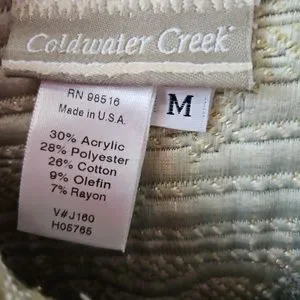 Coldwater Creek
M
RN 98516
Made in U.S.A.
30% Acrylic
28% Polyester
26% Cotton
9% Olefin
7% Rayon
V#J160
H05765